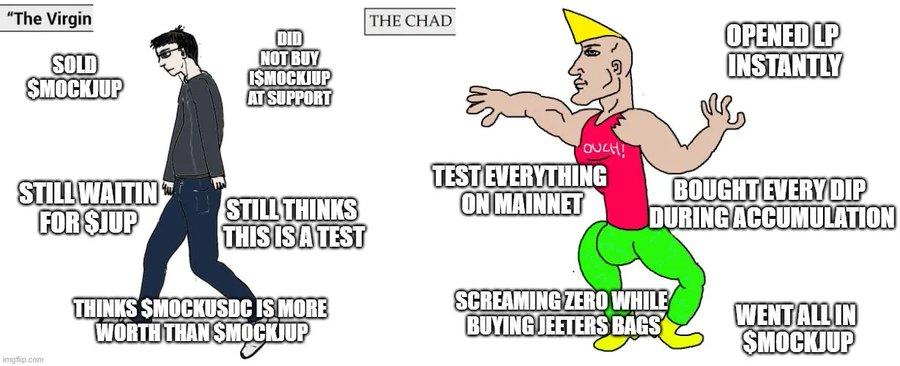 “The Virgin
THE CHAD
SOLD
$MOCKJUP
DID
NOT BUY
I$MOCKJUP
AT SUPPORT
OPENED LP
INSTANTLY
OUCH!
STILL WAITIN
FOR $JUP
STILL THINKS
THIS IS A TEST
TEST EVERYTHING
ON MAINNET
BOUGHT EVERY DIP
DURING ACCUMULATION
THINKS $MOCKUSDC IS MORE
WORTH THAN $MOCKJUP
SCREAMING ZERO WHILE
BUYING JEETERS BAGS
WENT ALL IN
$MOCKJUP
imgflip.com